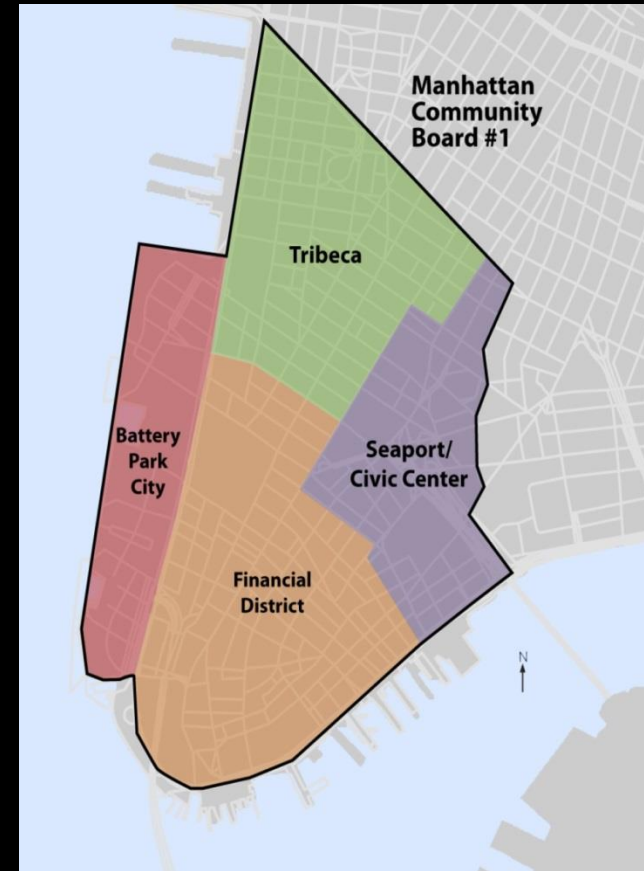 Manhattan
Community
Board #1
Tribeca
Battery
Park
City
Seaport/
Civic Center
Financial
District
N